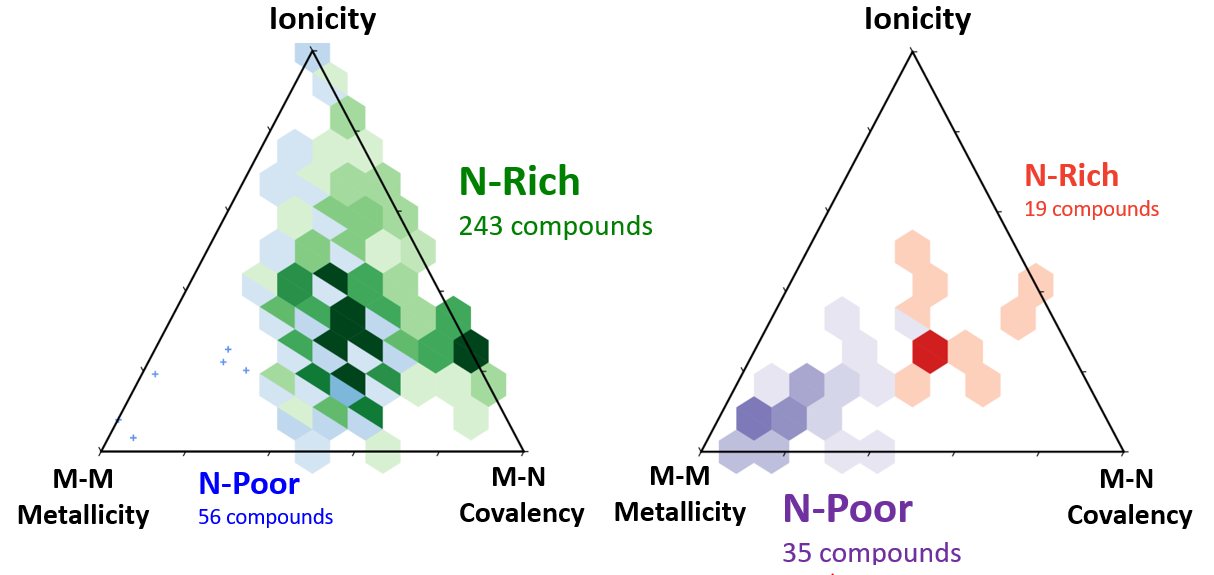 Ionicity
N-Rich
243 compounds
M-M
Metallicity
N-Poor
56 compounds
M-N
Covalency
Ionicity
N-Rich
19 compounds
M-M
Metallicity
N-Poor
35 compounds
M-N
Covalency